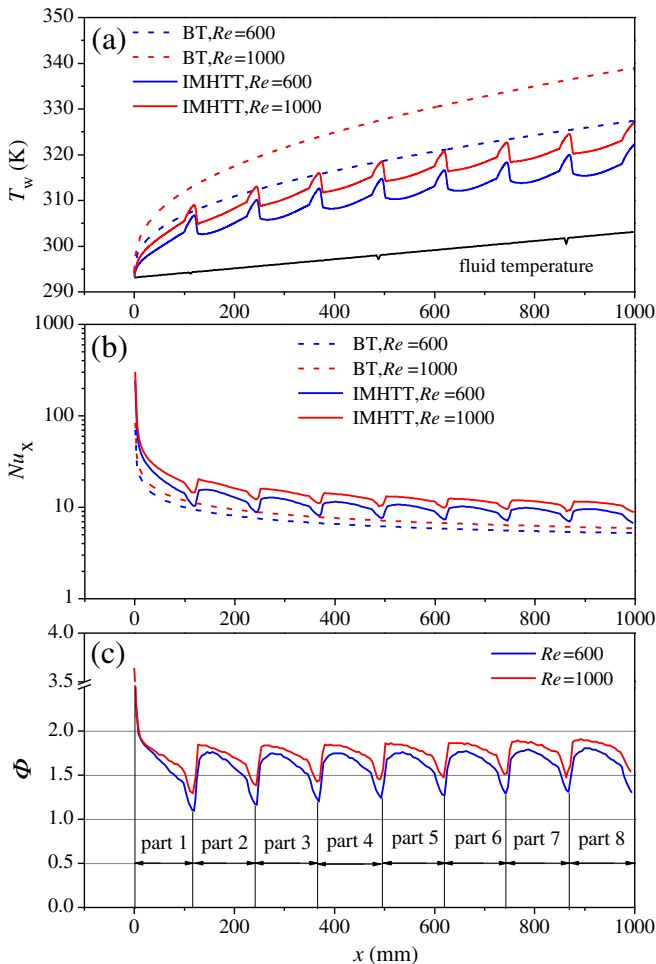 (a)
BT,Re=600
BT,Re=1000
IMHTT,Re=600
IMHTT,Re=1000
fluid temperature
T_w (K)
350
340
330
320
310
300
290
0 200 400 600 800 1000
(b)
BT,Re=600
BT,Re=1000
IMHTT,Re=600
IMHTT,Re=1000
Nu_X
1000
100
10
1
0 200 400 600 800 1000
(c)
Re=600
Re=1000
Φ
4.0
3.5
2.0
1.5
1.0
0.5
0.0
part 1 part 2 part 3 part 4 part 5 part 6 part 7 part 8
0 200 400 600 800 1000
x (mm)